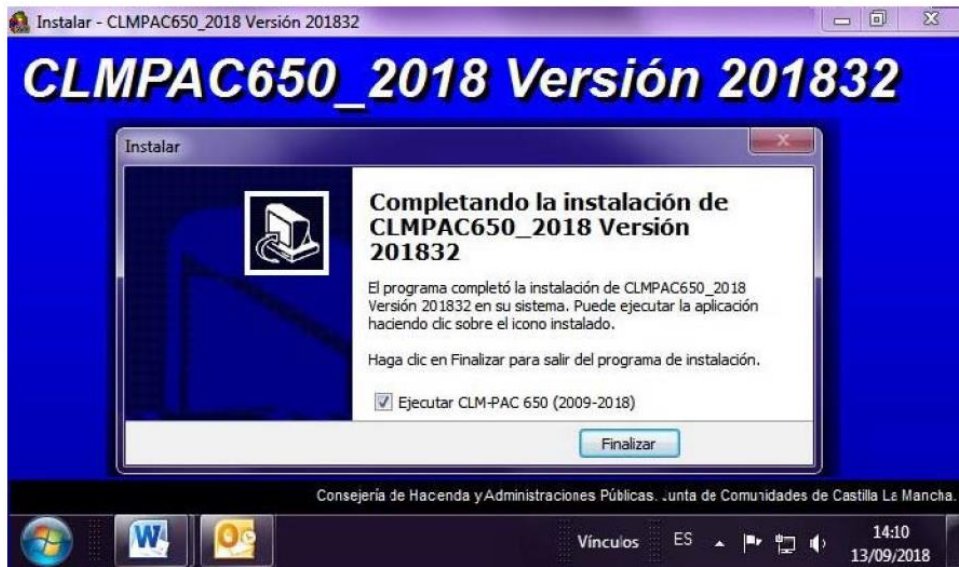 Instalar - CLMPAC650_2018 Versión 201832
CLMPAC650_2018 Versión 201832
Instalar
Completando la instalación de
CLMPAC650_2018 Versión
201832
El programa completó la instalación de CLMPAC650_2018
Versión 201832 en su sistema. Puede ejecutar la aplicación
haciendo clic sobre el icono instalado.
Haga clic en Finalizar para salir del programa de instalación.
Ejecutar CLM-PAC 650 (2009-2018)
Finalizar
Consejería de Hacenda y Administraciones Públicas. Junta de Comunidades de Castilla La Mancha.
Vínculos ES 14:10
13/09/2018